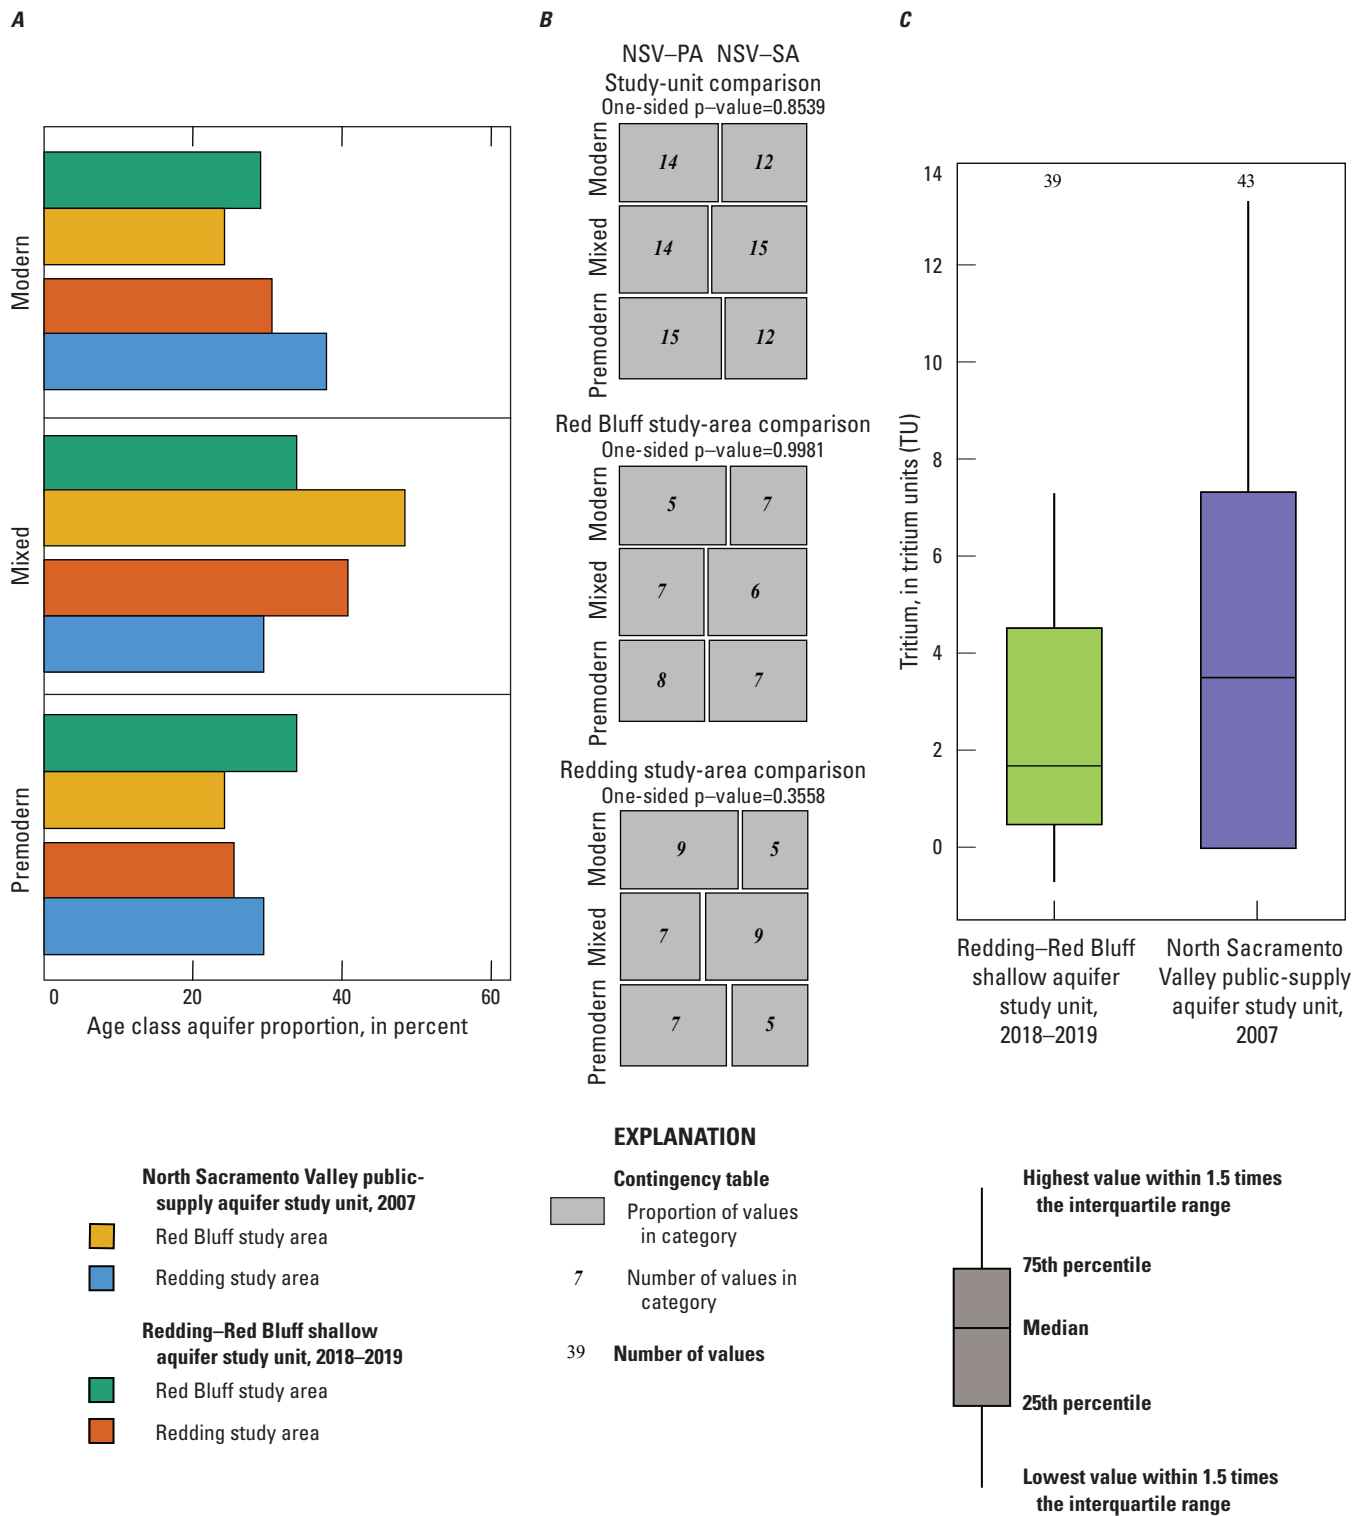 A
Modern
Mixed
Premodern
0
20
40
60
Age class aquifer proportion, in percent
B
NSV–PA NSV–SA
Study-unit comparison
One-sided p–value=0.8539
Modern
14
12
Mixed
14
15
Premodern
15
12
Red Bluff study-area comparison
One-sided p–value=0.9981
Modern
5
7
Mixed
7
6
Premodern
8
7
Redding study-area comparison
One-sided p–value=0.3558
Modern
9
5
Mixed
7
9
Premodern
7
5
C
Tritium, in tritium units (TU)
14
12
10
8
6
4
2
0
39
43
Redding–Red Bluff
shallow aquifer
study unit,
2018–2019
North Sacramento
Valley public-supply
aquifer study unit,
2007
EXPLANATION
North Sacramento Valley public-
supply aquifer study unit, 2007
Red Bluff study area
Redding study area
Redding–Red Bluff shallow
aquifer study unit, 2018–2019
Red Bluff study area
Redding study area
Contingency table
Proportion of values
in category
7 Number of values in
category
39 Number of values
Highest value within 1.5 times
the interquartile range
75th percentile
Median
25th percentile
Lowest value within 1.5 times
the interquartile range